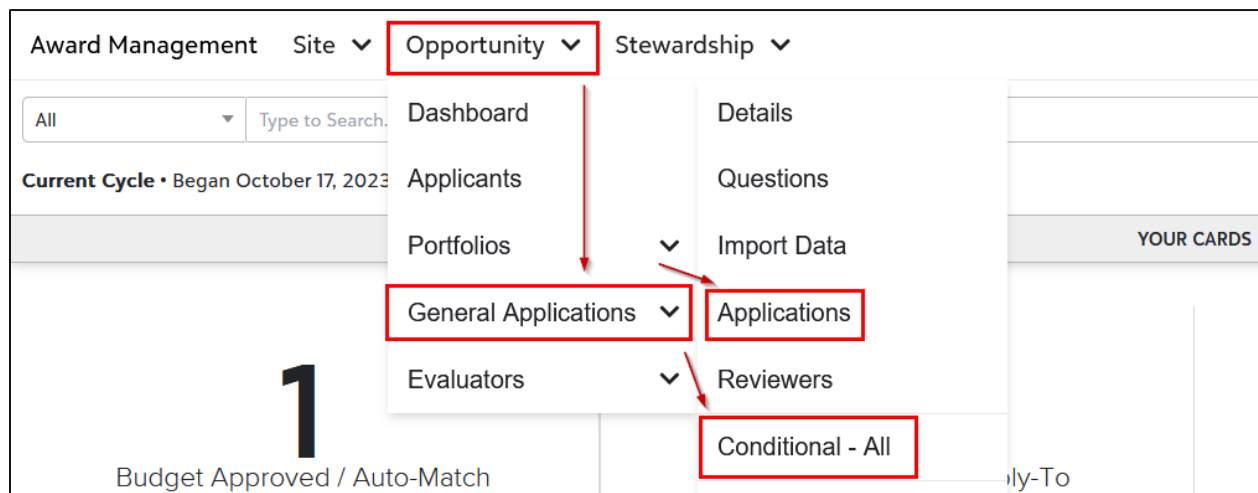 Award Management Site Opportunity Stewardship
All Type to Search.
Current Cycle • Began October 17, 2023
Dashboard
Applicants
Portfolios
General Applications
Evaluators
Details
Questions
Import Data
Applications
Reviewers
Conditional - All
YOUR CARDS
1
Budget Approved / Auto-Match
ly-To